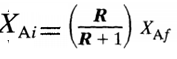 X_{Ai} = \left( \frac{R}{R+1} \right) X_{Af}